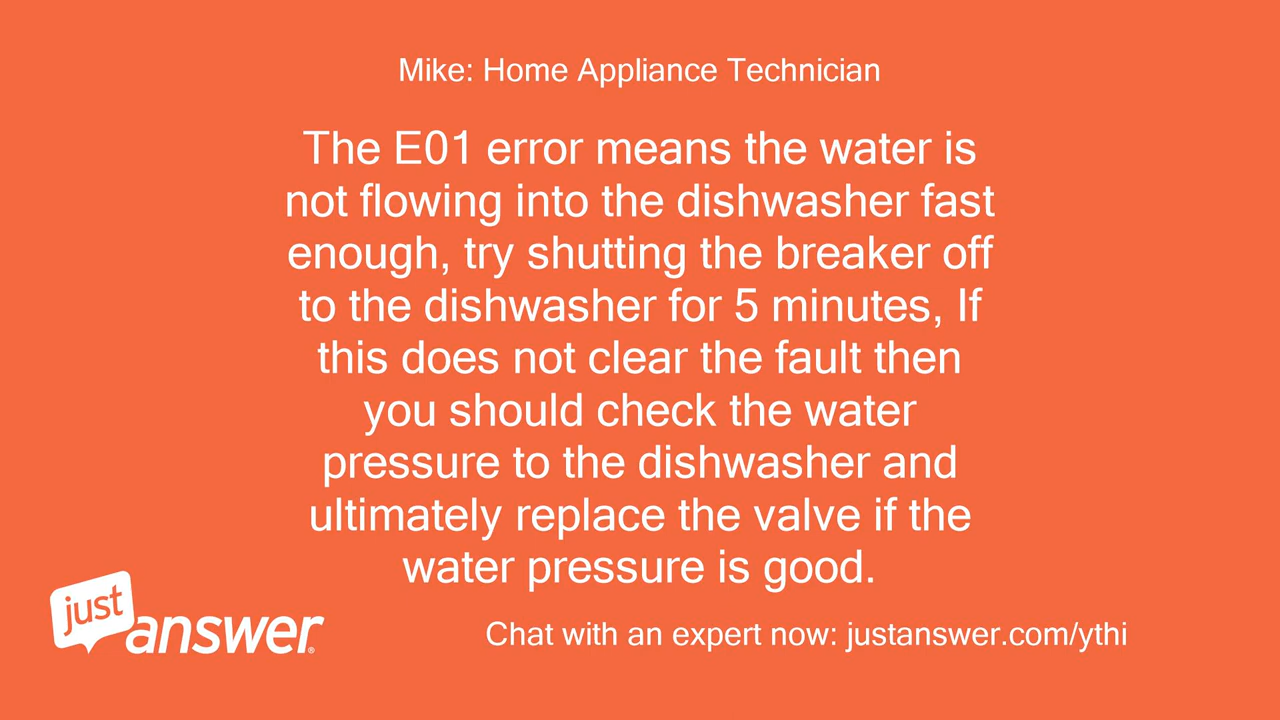 Mike: Home Appliance Technician
The E01 error means the water is
not flowing into the dishwasher fast
enough, try shutting the breaker off
to the dishwasher for 5 minutes, If
this does not clear the fault then
you should check the water
pressure to the dishwasher and
ultimately replace the valve if the
water pressure is good.
just
answer®
Chat with an expert now: justanswer.com/ythi